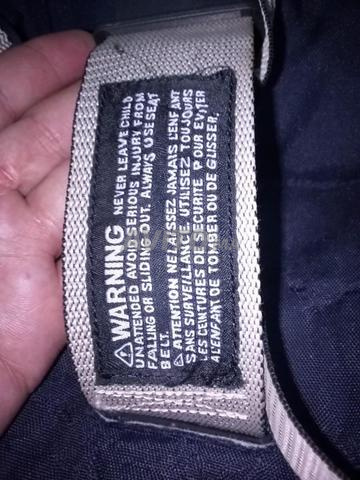 ⚠ WARNING NEVER LEAVE CHILD
UNATTENDED AVOID SERIOUS INJURY FROM
FALLING OR SLIDING OUT. ALWAYS USE SEAT
BELT.
⚠ ATTENTION NE LAISSEZ JAMAIS L'ENFANT
SANS SURVEILLANCE. UTILISEZ TOUJOURS
LES CEINTURES DE SECURITE POUR EVITER
A L'ENFANT DE TOMBER OU DE GLISSER.